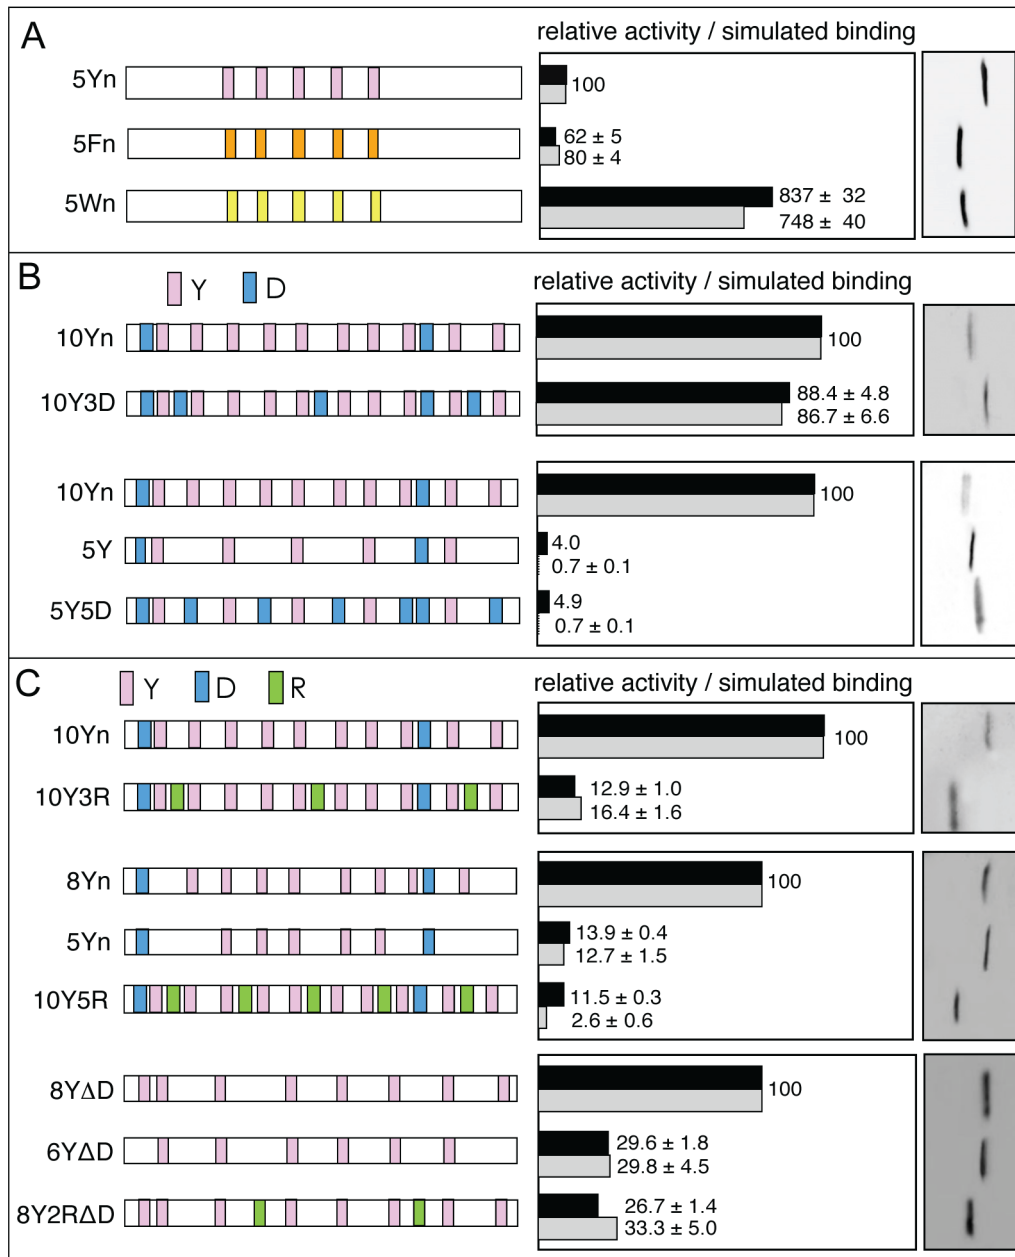 A
relative activity / simulated binding
5Yn
100
5Fn
62 ± 5
80 ± 4
5Wn
837 ± 32
748 ± 40
B
Y D
relative activity / simulated binding
10Yn
100
10Y3D
88.4 ± 4.8
86.7 ± 6.6
10Yn
100
5Y
4.0
0.7 ± 0.1
5Y5D
4.9
0.7 ± 0.1
C
Y D R
relative activity / simulated binding
10Yn
100
10Y3R
12.9 ± 1.0
16.4 ± 1.6
8Yn
100
5Yn
13.9 ± 0.4
12.7 ± 1.5
10Y5R
11.5 ± 0.3
2.6 ± 0.6
8YΔD
100
6YΔD
29.6 ± 1.8
29.8 ± 4.5
8Y2RΔD
26.7 ± 1.4
33.3 ± 5.0